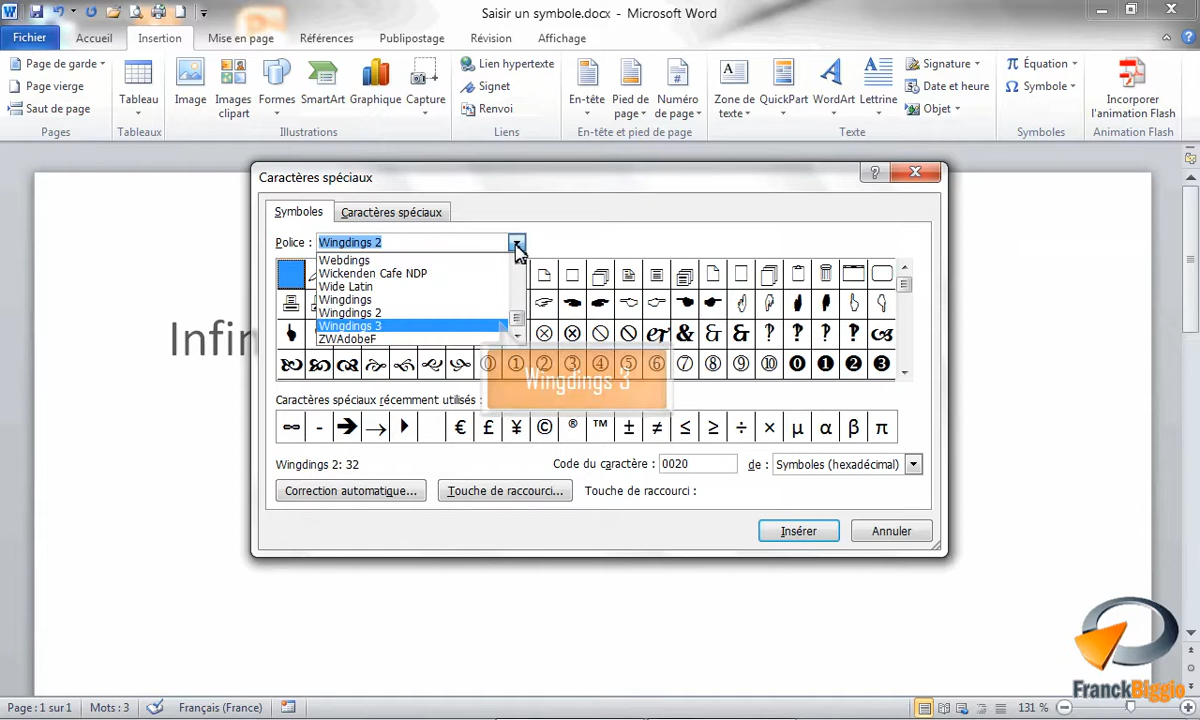 Saisir un symbole.docx - Microsoft Word
Fichier Accueil Insertion Mise en page Références Publipostage Révision Affichage
Page de garde
Page vierge
Saut de page
Pages
Tableau
Tableaux
Image
Images clipart
Formes
SmartArt
Graphique
Capture
Illustrations
Lien hypertexte
Signet
Renvoi
Liens
En-tête
Pied de page
Numéro de page
En-tête et pied de page
Zone de texte
QuickPart
WordArt
Lettrine
Signature
Date et heure
Objet
Texte
Équation
Symbole
Symboles
Incorporer l'animation Flash
Animation Flash
Caractères spéciaux
Symboles Caractères spéciaux
Police : Wingdings 2
Webdings
Wickenden Cafe NDP
Wide Latin
Wingdings
Wingdings 2
Wingdings 3
ZWAdobeF
Wingdings 3
Caractères spéciaux récemment utilisés :
∞ - → → ▶ € £ ¥ © ® ™ ± ≠ ≤ ≥ ÷ × µ α β π
Wingdings 2: 32
Code du caractère : 0020 de : Symboles (hexadécimal)
Correction automatique... Touche de raccourci... Touche de raccourci :
Insérer Annuler
FranckBiggio
Page : 1 sur 1 Mots : 3 Français (France) 131 %